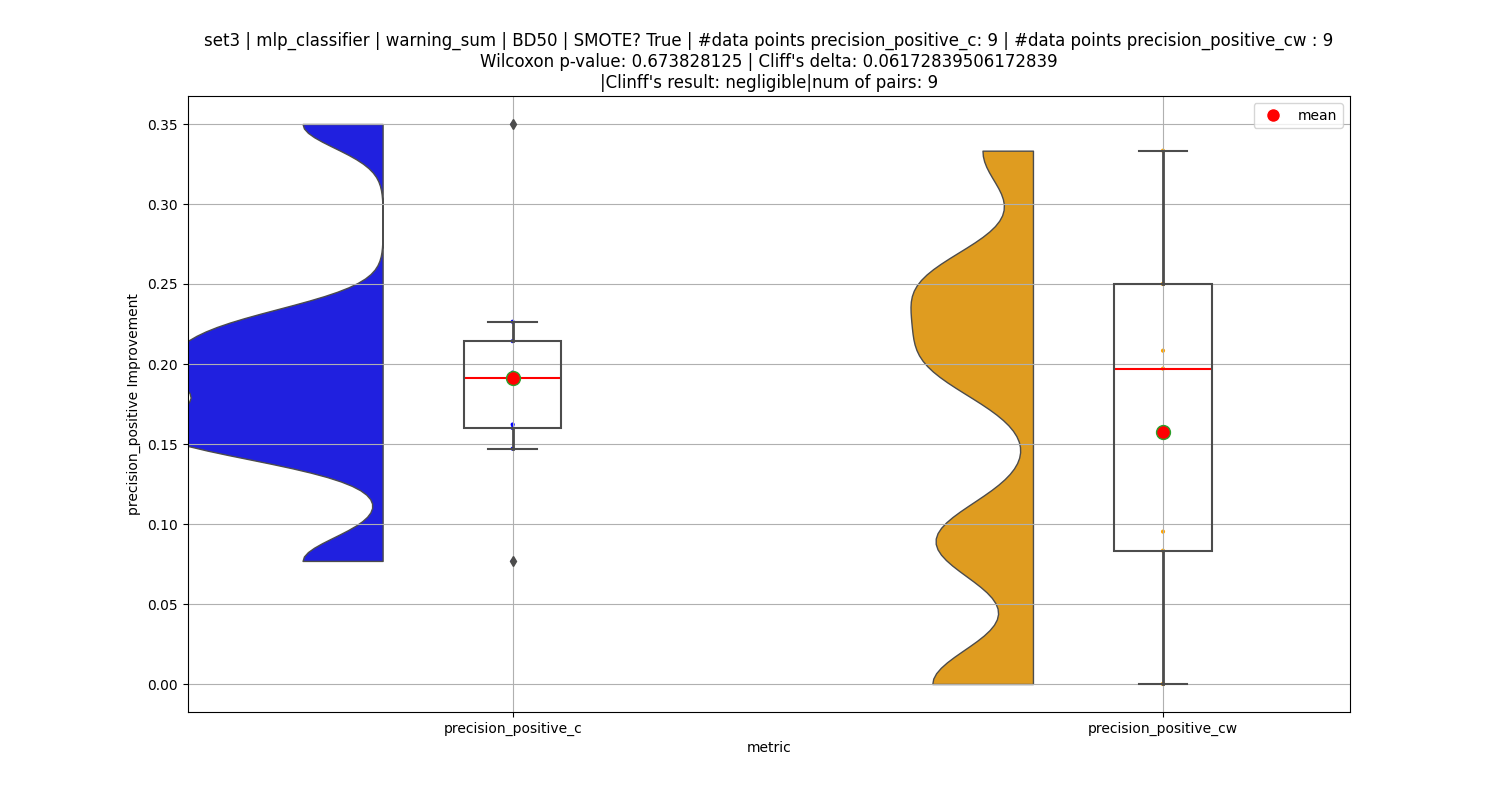 set3 | mlp_classifier | warning_sum | BD50 | SMOTE? True | #data points precision_positive_c: 9 | #data points precision_positive_cw : 9
Wilcoxon p-value: 0.673828125 | Cliff's delta: 0.06172839506172839
|Clinff's result: negligible|num of pairs: 9
mean
0.35
0.30
0.25
0.20
0.15
0.10
0.05
0.00
precision_positive Improvement
precision_positive_c
precision_positive_cw
metric